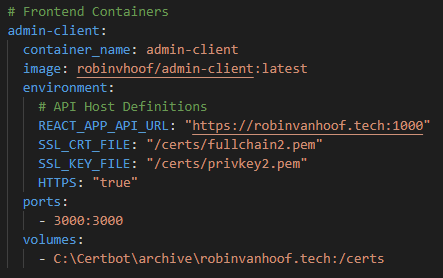 # Frontend Containers
admin-client:
  container_name: admin-client
  image: robinvhoof/admin-client:latest
  environment:
    # API Host Definitions
    REACT_APP_API_URL: "https://robinvanhoof.tech:1000"
    SSL_CRT_FILE: "/certs/fullchain2.pem"
    SSL_KEY_FILE: "/certs/privkey2.pem"
    HTTPS: "true"
  ports:
    - 3000:3000
  volumes:
    - C:\Certbot\archive\robinvanhoof.tech:/certs